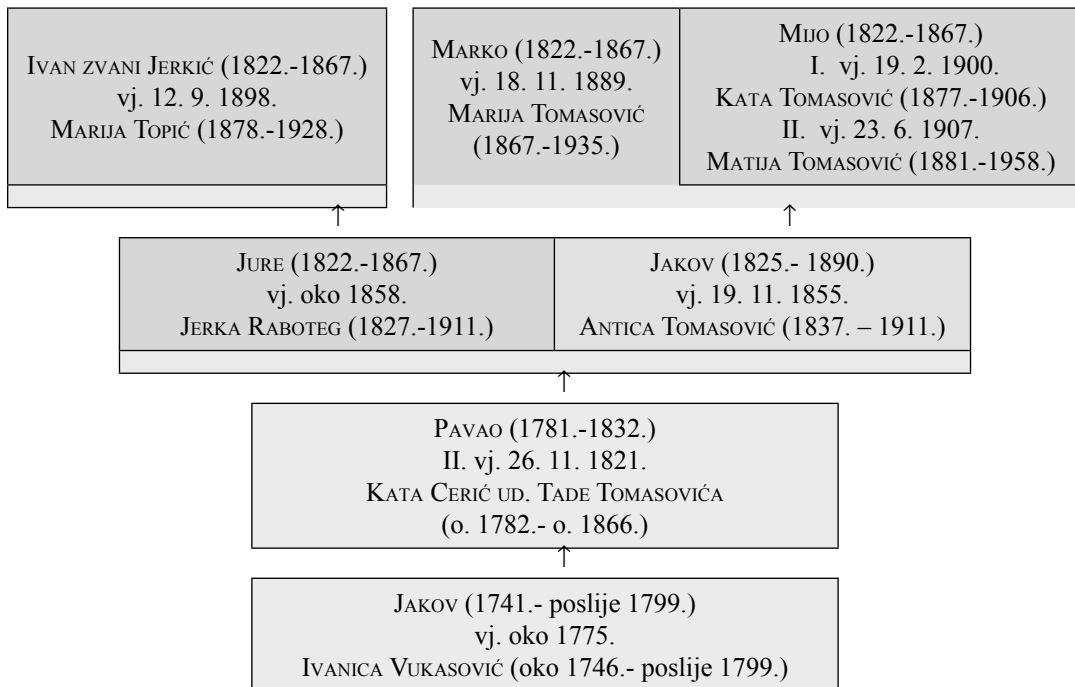 Ivan zvani Jerkić (1822.-1867.)
vj. 12. 9. 1898.
Marija Topić (1878.-1928.)
Marko (1822.-1867.)
vj. 18. 11. 1889.
Marija Tomasović
(1867.-1935.)
Mijo (1822.-1867.)
I. vj. 19. 2. 1900.
Kata Tomasović (1877.-1906.)
II. vj. 23. 6. 1907.
Matija Tomasović (1881.-1958.)
↑
↑
Jure (1822.-1867.)
vj. oko 1858.
Jerka Raboteg (1827.-1911.)
Jakov (1825.- 1890.)
vj. 19. 11. 1855.
Antica Tomasović (1837. – 1911.)
↑
Pavao (1781.-1832.)
II. vj. 26. 11. 1821.
Kata Cerić ud. Tade Tomasovića
(o. 1782.- o. 1866.)
↑
Jakov (1741.- poslije 1799.)
vj. oko 1775.
Ivanica Vukasović (oko 1746.- poslije 1799.)